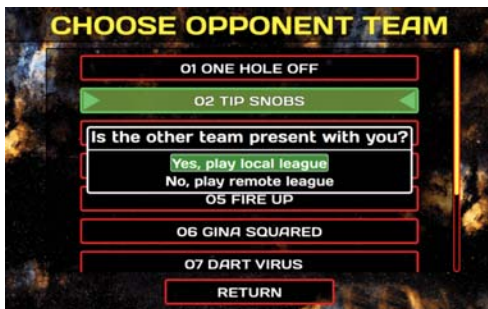 CHOOSE OPPONENT TEAM
01 ONE HOLE OFF
02 TIP SNOBS
Is the other team present with you?
Yes, play local league
No, play remote league
05 FIRE UP
06 GINA SQUARED
07 DART VIRUS
RETURN